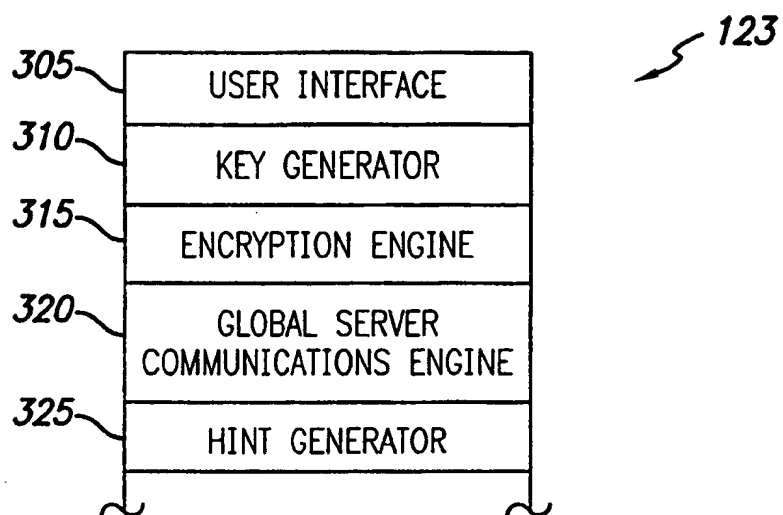 123
305 USER INTERFACE
310 KEY GENERATOR
315 ENCRYPTION ENGINE
320 GLOBAL SERVER
COMMUNICATIONS ENGINE
325 HINT GENERATOR